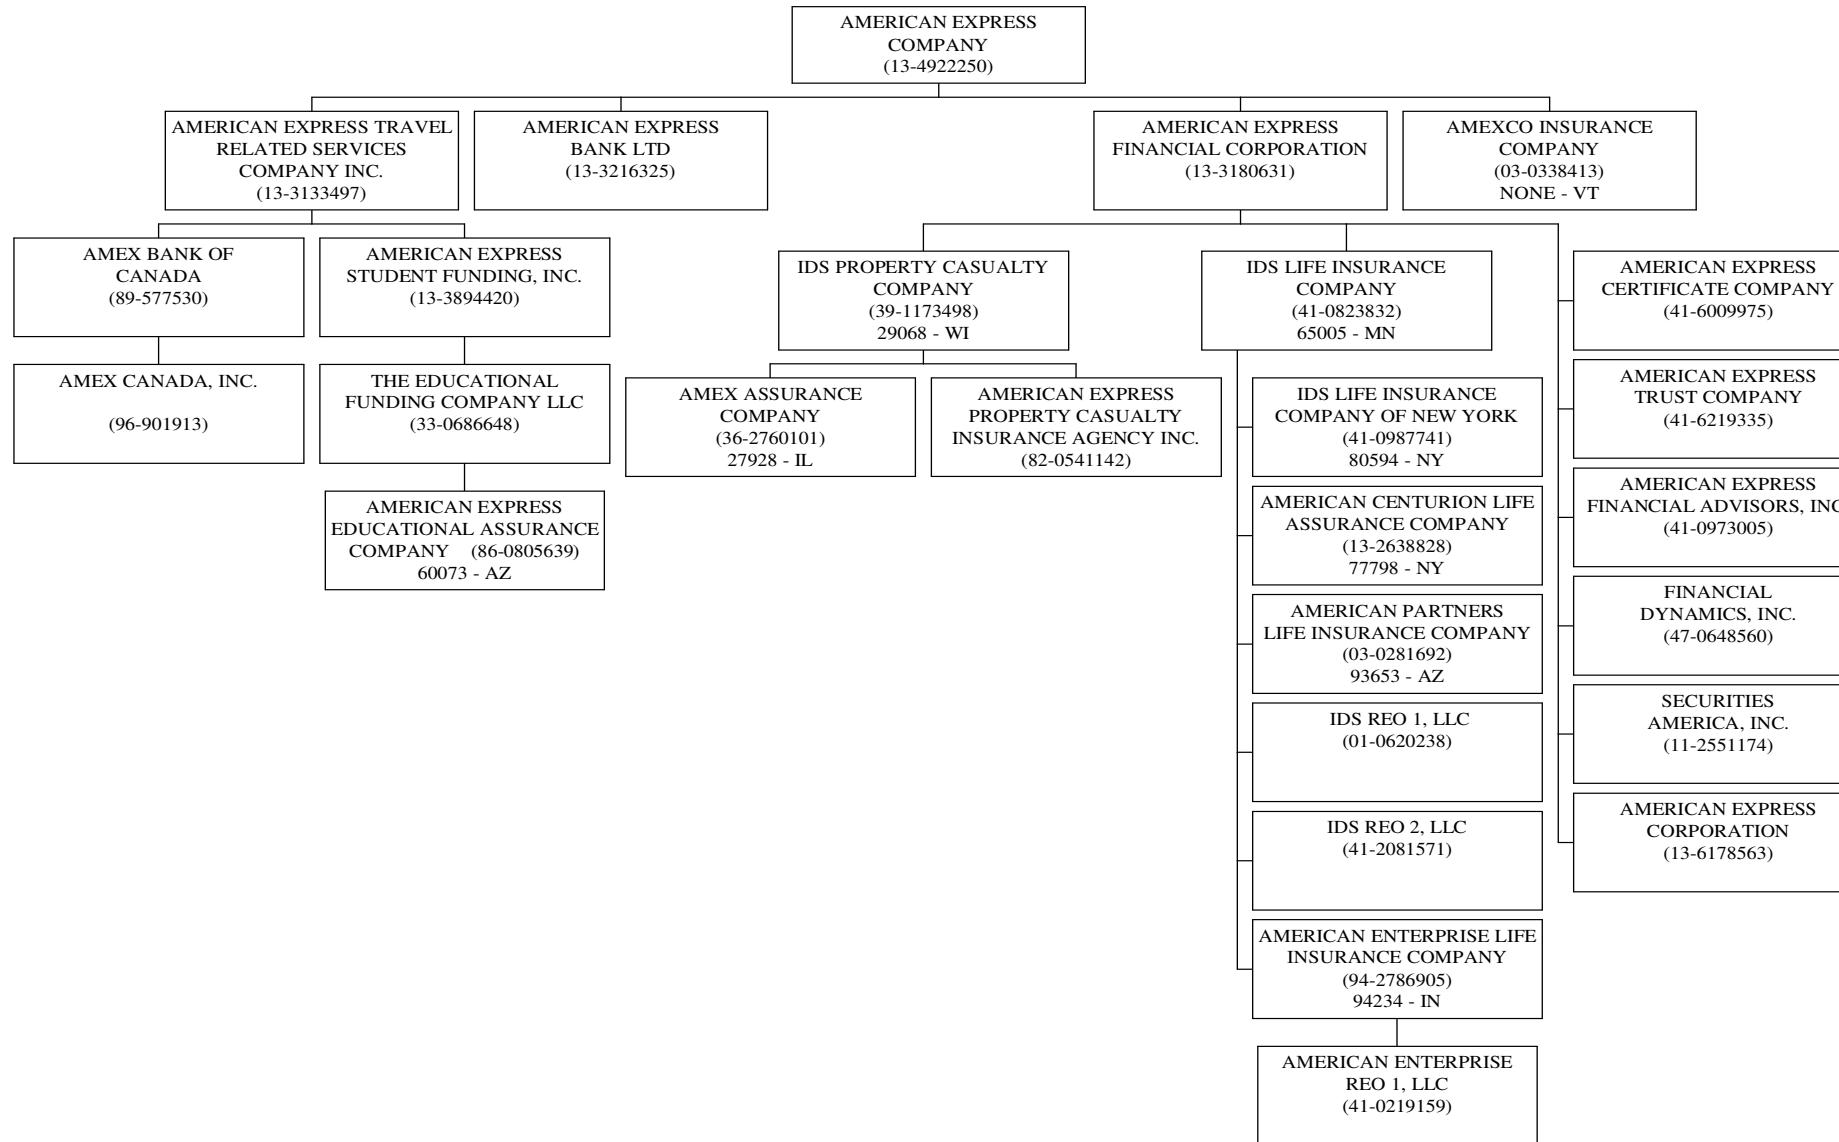 AMERICAN EXPRESS
COMPANY
(13-4922250)
AMERICAN EXPRESS TRAVEL
RELATED SERVICES
COMPANY INC.
(13-3133497)
AMERICAN EXPRESS
BANK LTD
(13-3216325)
AMERICAN EXPRESS
FINANCIAL CORPORATION
(13-3180631)
AMEXCO INSURANCE
COMPANY
(03-0338413)
NONE - VT
AMEX BANK OF
CANADA
(89-577530)
AMERICAN EXPRESS
STUDENT FUNDING, INC.
(13-3894420)
IDS PROPERTY CASUALTY
COMPANY
(39-1173498)
29068 - WI
IDS LIFE INSURANCE
COMPANY
(41-0823832)
65005 - MN
AMERICAN EXPRESS
CERTIFICATE COMPANY
(41-6009975)
AMEX CANADA, INC.
(96-901913)
THE EDUCATIONAL
FUNDING COMPANY LLC
(33-0686648)
AMEX ASSURANCE
COMPANY
(36-2760101)
27928 - IL
AMERICAN EXPRESS
PROPERTY CASUALTY
INSURANCE AGENCY INC.
(82-0541142)
IDS LIFE INSURANCE
COMPANY OF NEW YORK
(41-0987741)
80594 - NY
AMERICAN EXPRESS
TRUST COMPANY
(41-6219335)
AMERICAN EXPRESS
EDUCATIONAL ASSURANCE
COMPANY (86-0805639)
60073 - AZ
AMERICAN CENTURION LIFE
ASSURANCE COMPANY
(13-2638828)
77798 - NY
AMERICAN EXPRESS
FINANCIAL ADVISORS, INC
(41-0973005)
AMERICAN PARTNERS
LIFE INSURANCE COMPANY
(03-0281692)
93653 - AZ
FINANCIAL
DYNAMICS, INC.
(47-0648560)
IDS REO 1, LLC
(01-0620238)
SECURITIES
AMERICA, INC.
(11-2551174)
IDS REO 2, LLC
(41-2081571)
AMERICAN EXPRESS
CORPORATION
(13-6178563)
AMERICAN ENTERPRISE LIFE
INSURANCE COMPANY
(94-2786905)
94234 - IN
AMERICAN ENTERPRISE
REO 1, LLC
(41-0219159)